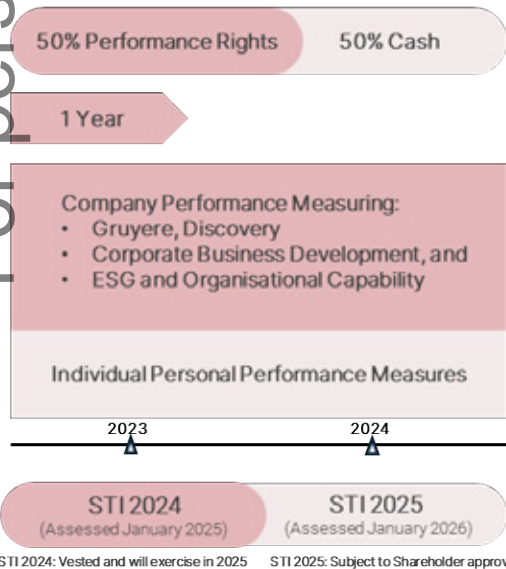 50% Performance Rights 50% Cash
1 Year
Company Performance Measuring:
• Gruyere, Discovery
• Corporate Business Development, and
• ESG and Organisational Capability
Individual Personal Performance Measures
2023 2024
STI 2024 STI 2025
(Assessed January 2025) (Assessed January 2026)
STI 2024: Vested and will exercise in 2025 STI 2025: Subject to Shareholder